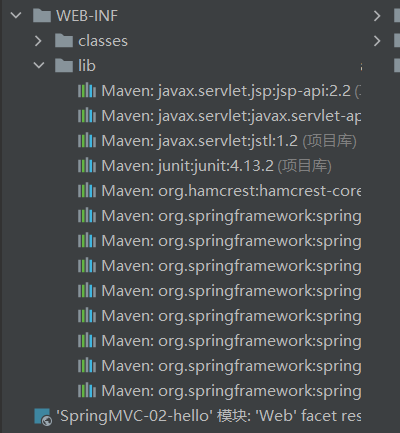 WEB-INF
classes
lib
Maven: javax.servlet.jsp:jsp-api:2.2
Maven: javax.servlet:javax.servlet-ap
Maven: javax.servlet:jstl:1.2 (项目库)
Maven: junit:junit:4.13.2 (项目库)
Maven: org.hamcrest:hamcrest-core
Maven: org.springframework:spring
Maven: org.springframework:spring
Maven: org.springframework:spring
Maven: org.springframework:spring
Maven: org.springframework:spring
Maven: org.springframework:spring
Maven: org.springframework:spring
Maven: org.springframework:spring
'SpringMVC-02-hello' 模块: 'Web' facet res